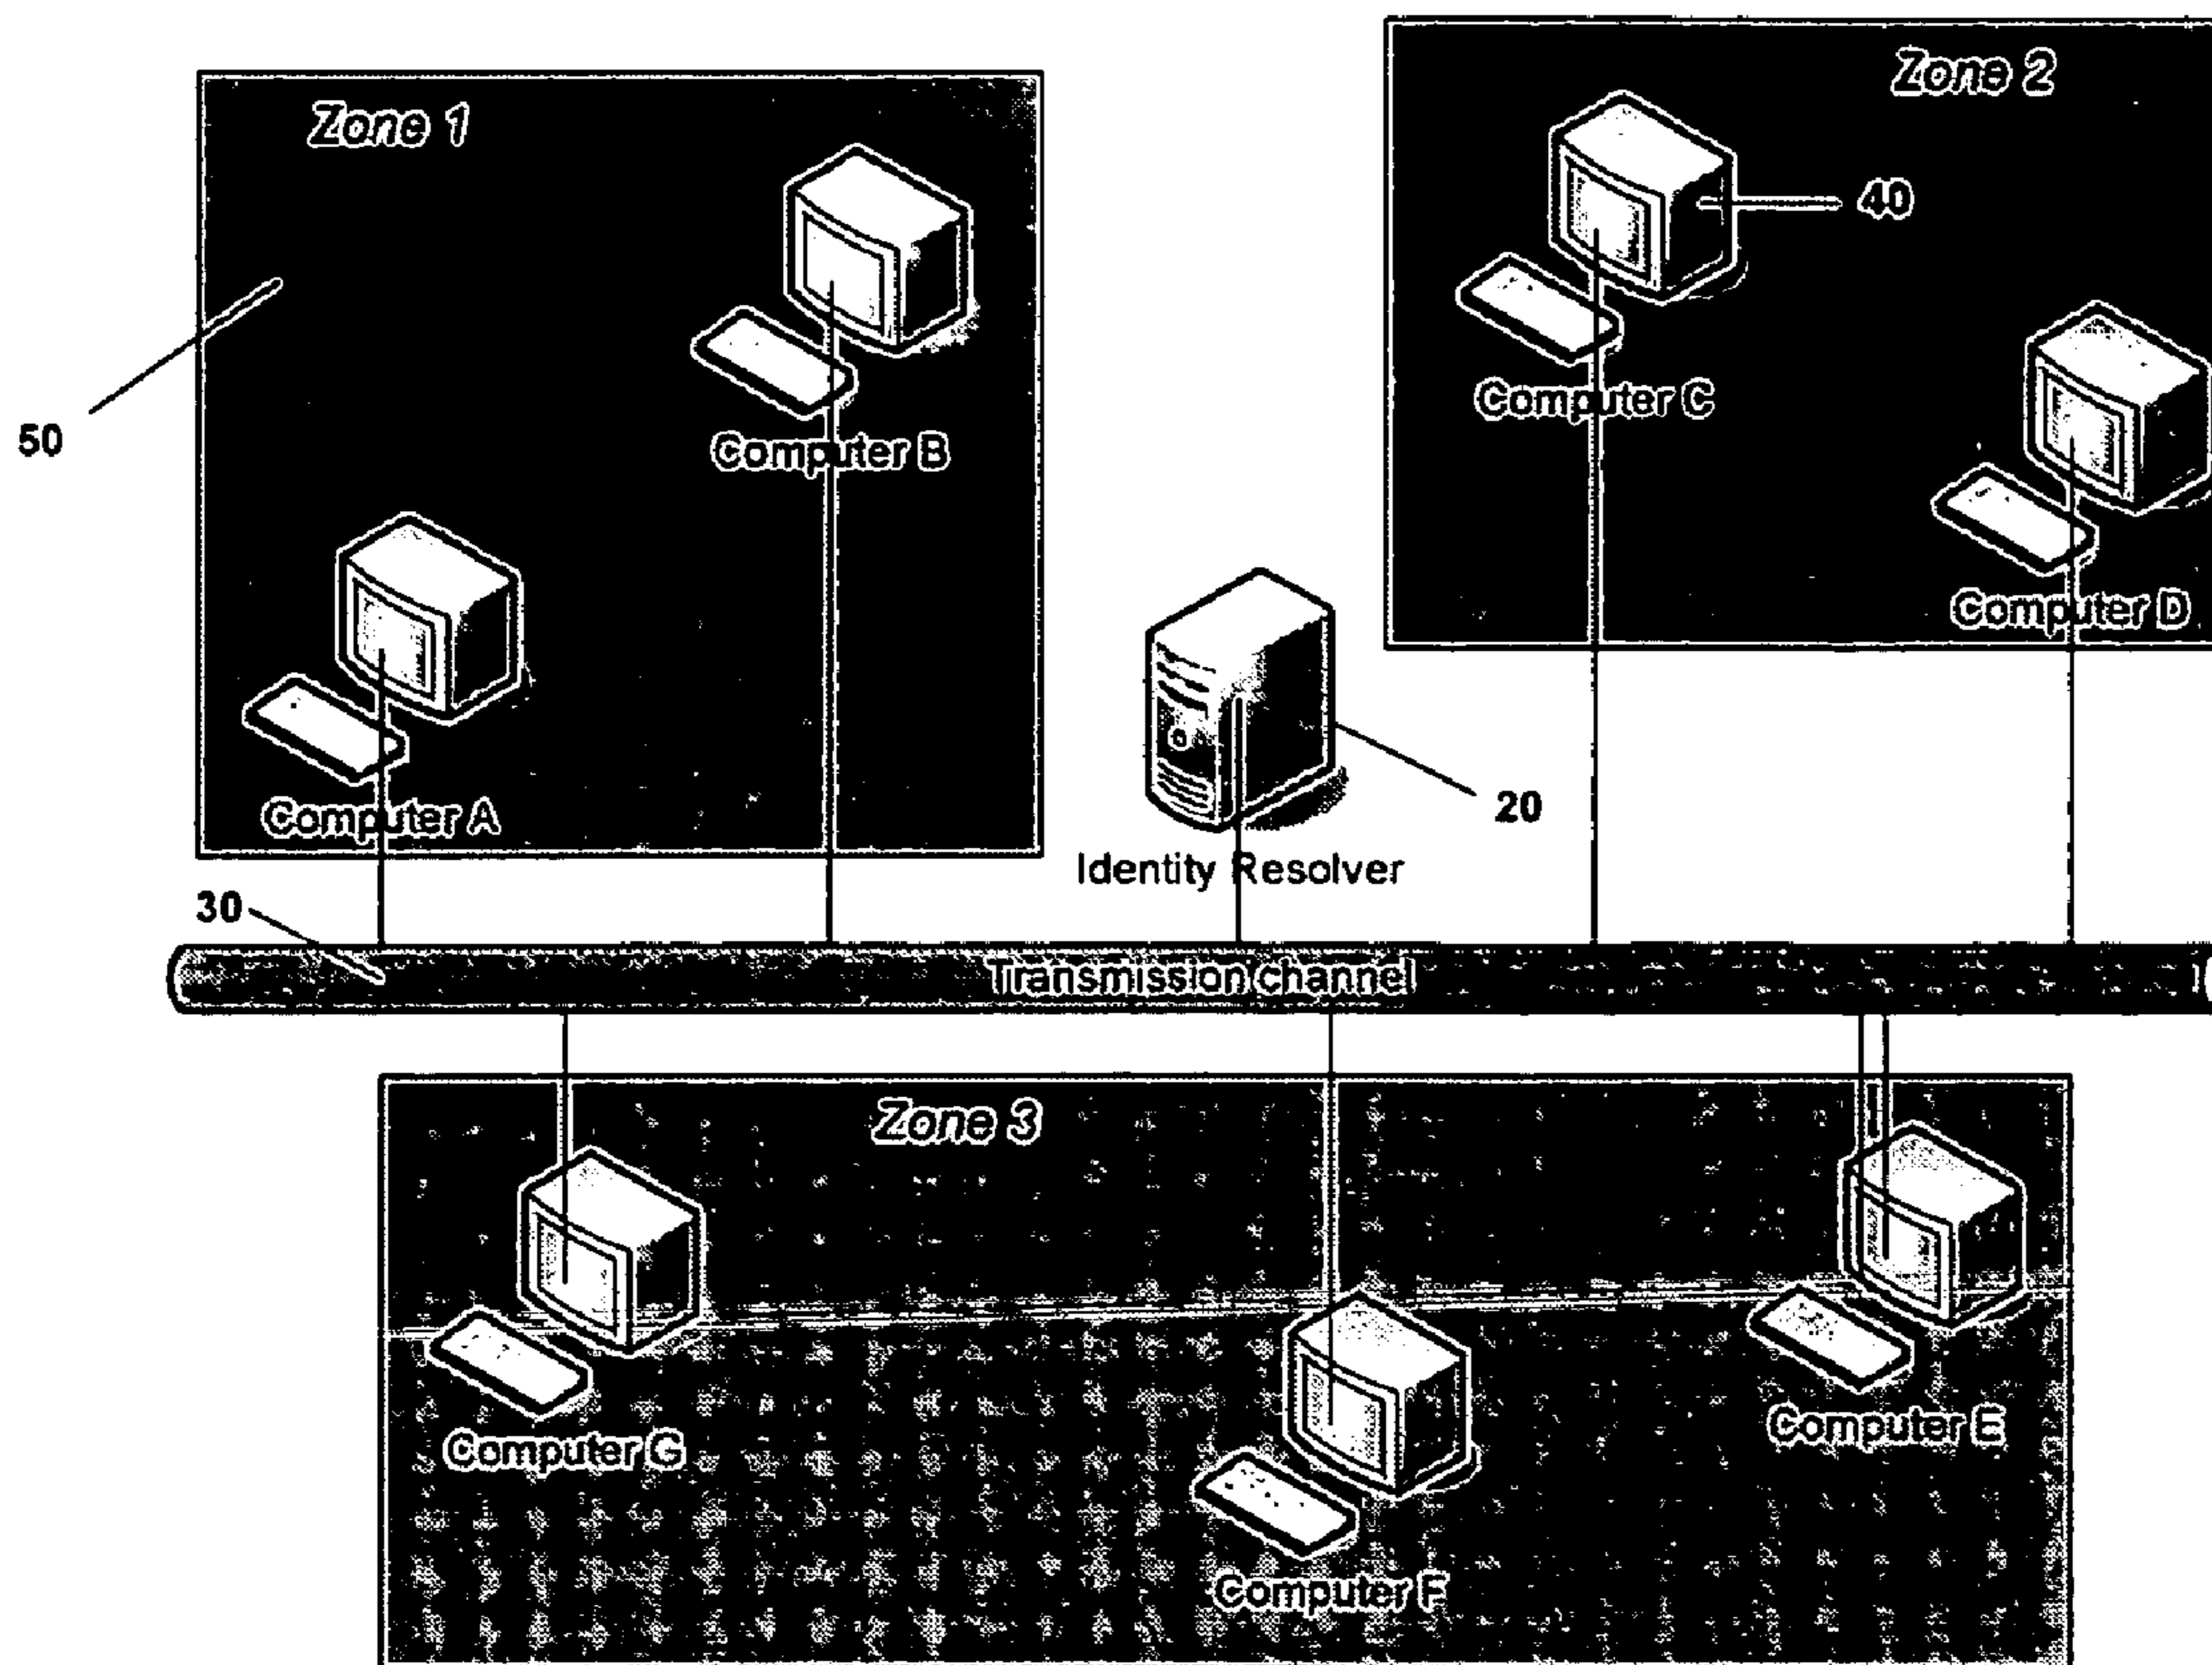 Zone 1
Zone 2
40
50
Computer B
Computer C
Computer D
Computer A
20
Identity Resolver
30
Transmission channel
Zone 3
Computer G
Computer E
Computer F